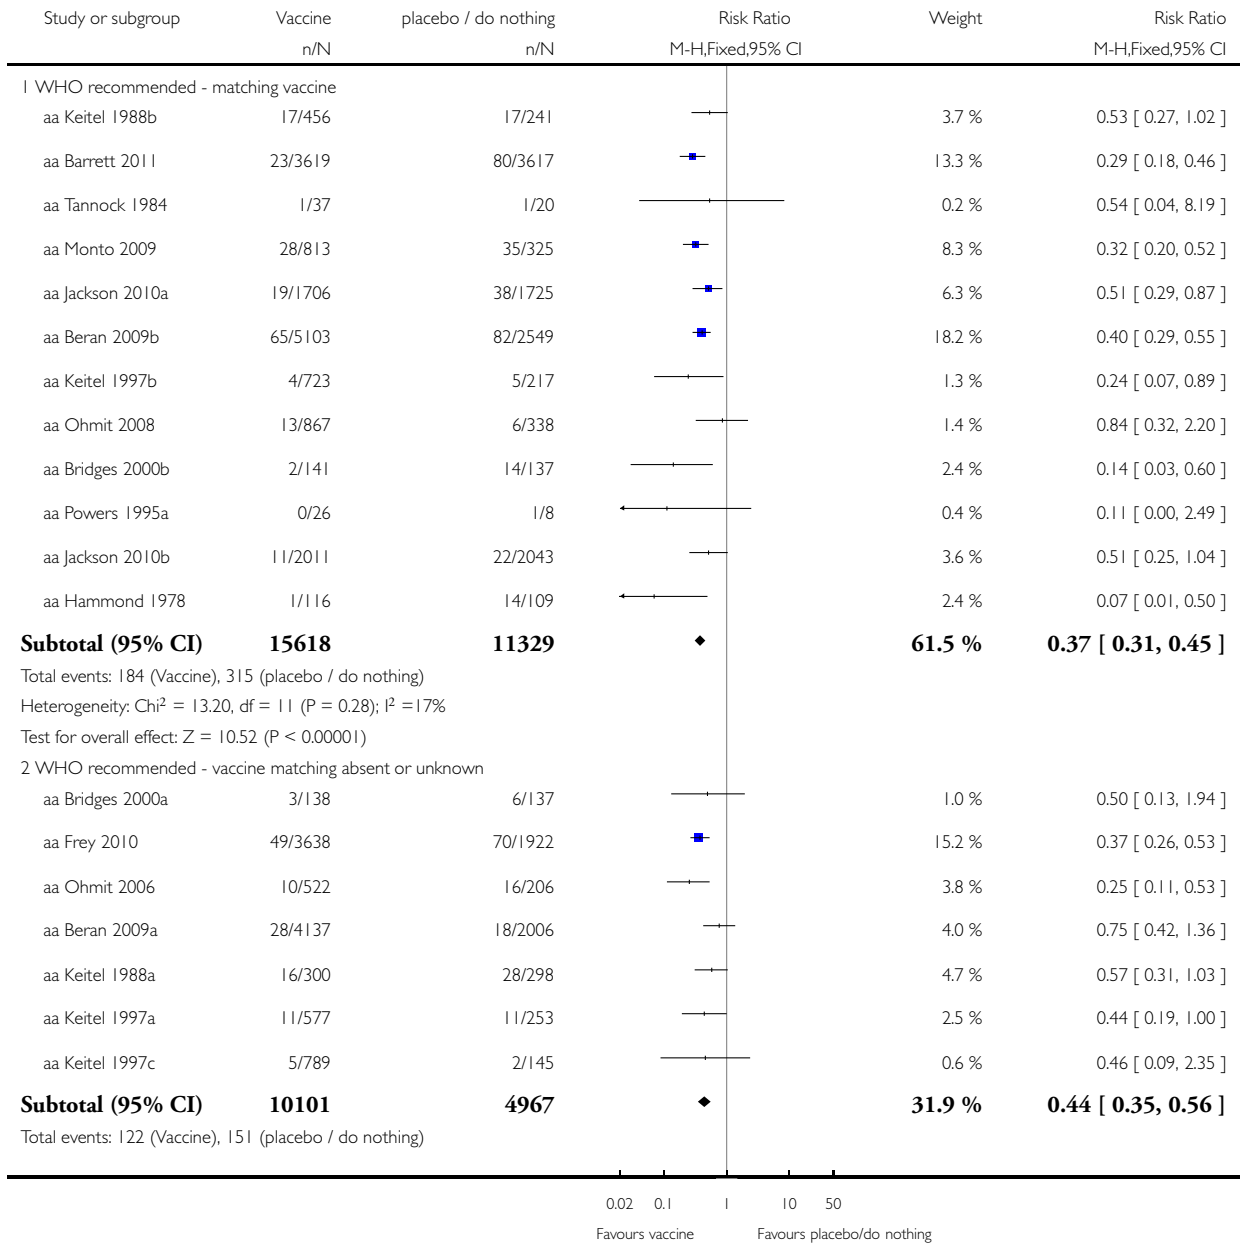 Study or subgroup Vaccine placebo / do nothing Risk Ratio Weight Risk Ratio
n/N n/N M-H,Fixed,95% CI M-H,Fixed,95% CI
1 WHO recommended - matching vaccine
aa Keitel 1988b 17/456 17/241 3.7 % 0.53 [ 0.27, 1.02 ]
aa Barrett 2011 23/3619 80/3617 13.3 % 0.29 [ 0.18, 0.46 ]
aa Tannock 1984 1/37 1/20 0.2 % 0.54 [ 0.04, 8.19 ]
aa Monto 2009 28/813 35/325 8.3 % 0.32 [ 0.20, 0.52 ]
aa Jackson 2010a 19/1706 38/1725 6.3 % 0.51 [ 0.29, 0.87 ]
aa Beran 2009b 65/5103 82/2549 18.2 % 0.40 [ 0.29, 0.55 ]
aa Keitel 1997b 4/723 5/217 1.3 % 0.24 [ 0.07, 0.89 ]
aa Ohmit 2008 13/867 6/338 1.4 % 0.84 [ 0.32, 2.20 ]
aa Bridges 2000b 2/141 14/137 2.4 % 0.14 [ 0.03, 0.60 ]
aa Powers 1995a 0/26 1/8 0.4 % 0.11 [ 0.00, 2.49 ]
aa Jackson 2010b 11/2011 22/2043 3.6 % 0.51 [ 0.25, 1.04 ]
aa Hammond 1978 1/116 14/109 2.4 % 0.07 [ 0.01, 0.50 ]
Subtotal (95% CI) 15618 11329 61.5 % 0.37 [ 0.31, 0.45 ]
Total events: 184 (Vaccine), 315 (placebo / do nothing)
Heterogeneity: Chi² = 13.20, df = 11 (P = 0.28); I² =17%
Test for overall effect: Z = 10.52 (P < 0.00001)
2 WHO recommended - vaccine matching absent or unknown
aa Bridges 2000a 3/138 6/137 1.0 % 0.50 [ 0.13, 1.94 ]
aa Frey 2010 49/3638 70/1922 15.2 % 0.37 [ 0.26, 0.53 ]
aa Ohmit 2006 10/522 16/206 3.8 % 0.25 [ 0.11, 0.53 ]
aa Beran 2009a 28/4137 18/2006 4.0 % 0.75 [ 0.42, 1.36 ]
aa Keitel 1988a 16/300 28/298 4.7 % 0.57 [ 0.31, 1.03 ]
aa Keitel 1997a 11/577 11/253 2.5 % 0.44 [ 0.19, 1.00 ]
aa Keitel 1997c 5/789 2/145 0.6 % 0.46 [ 0.09, 2.35 ]
Subtotal (95% CI) 10101 4967 31.9 % 0.44 [ 0.35, 0.56 ]
Total events: 122 (Vaccine), 151 (placebo / do nothing)
0.02 0.1 1 10 50
Favours vaccine Favours placebo/do nothing